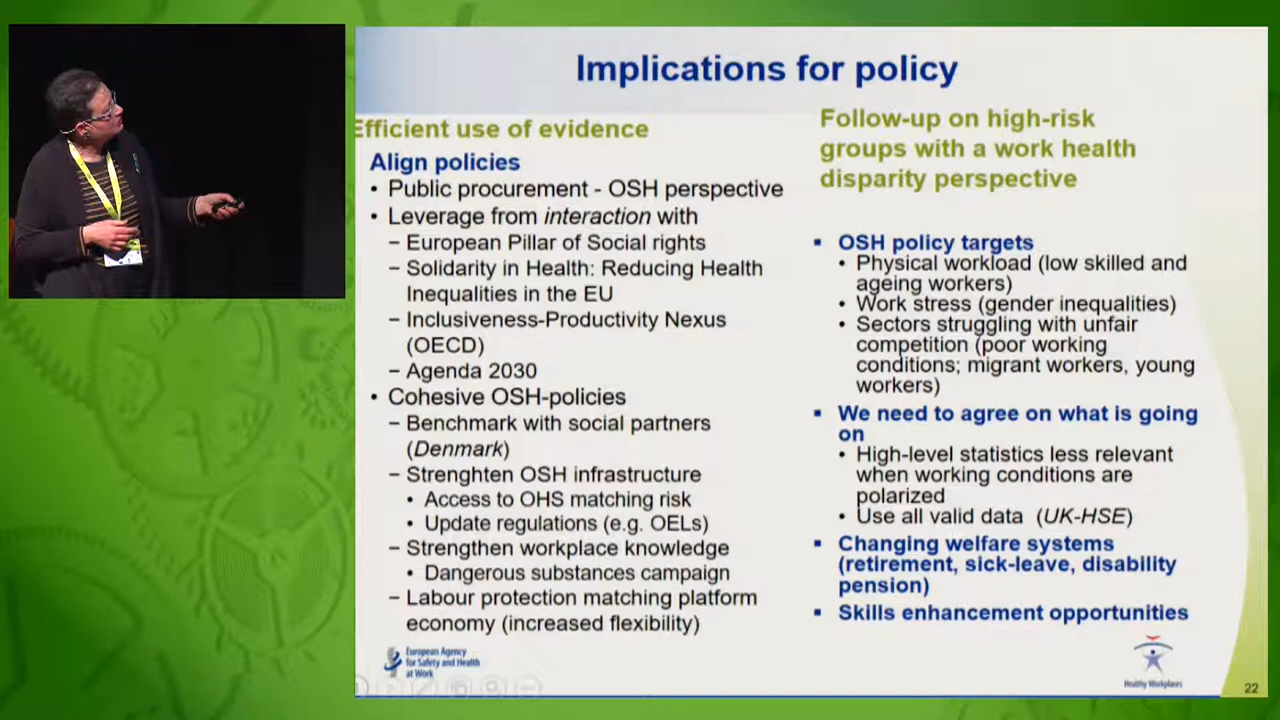 Implications for policy
Efficient use of evidence
Align policies
• Public procurement - OSH perspective
• Leverage from interaction with
– European Pillar of Social rights
– Solidarity in Health: Reducing Health
Inequalities in the EU
– Inclusiveness-Productivity Nexus
(OECD)
– Agenda 2030
• Cohesive OSH-policies
– Benchmark with social partners
(Denmark)
– Strenghten OSH infrastructure
• Access to OHS matching risk
• Update regulations (e.g. OELs)
– Strengthen workplace knowledge
• Dangerous substances campaign
– Labour protection matching platform
economy (increased flexibility)
Follow-up on high-risk
groups with a work health
disparity perspective
▪ OSH policy targets
• Physical workload (low skilled and
ageing workers)
• Work stress (gender inequalities)
• Sectors struggling with unfair
competition (poor working
conditions; migrant workers, young
workers)
▪ We need to agree on what is going
on
• High-level statistics less relevant
when working conditions are
polarized
• Use all valid data (UK-HSE)
▪ Changing welfare systems
(retirement, sick-leave, disability
pension)
▪ Skills enhancement opportunities
European Agency
for Safety and Health
at Work
Healthy Workplaces
22